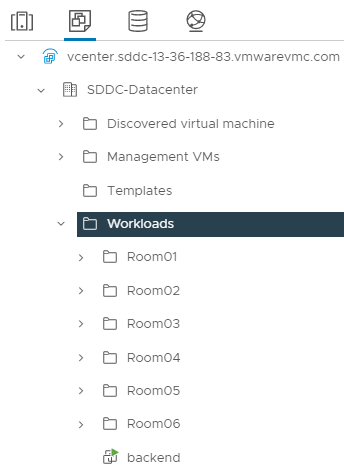 vcenter.sddc-13-36-188-83.vmwarevmc.com
SDDC-Datacenter
Discovered virtual machine
Management VMs
Templates
Workloads
Room01
Room02
Room03
Room04
Room05
Room06
backend